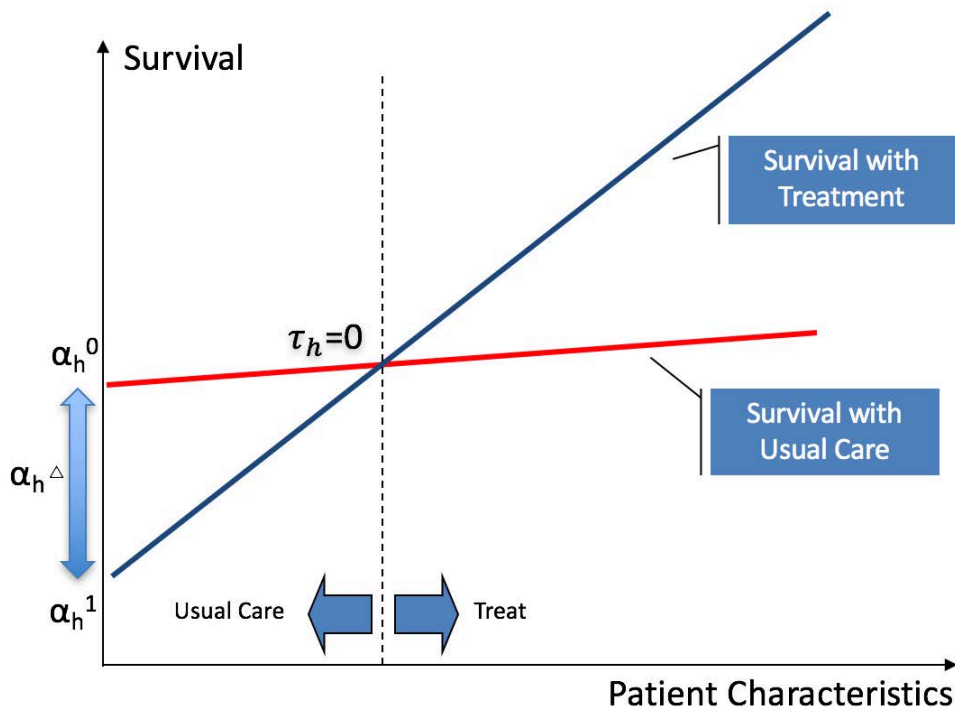 Survival
Survival with
Treatment
τₕ=0
αₕ⁰
Survival with
Usual Care
αₕ△
αₕ¹
Usual Care
Treat
Patient Characteristics